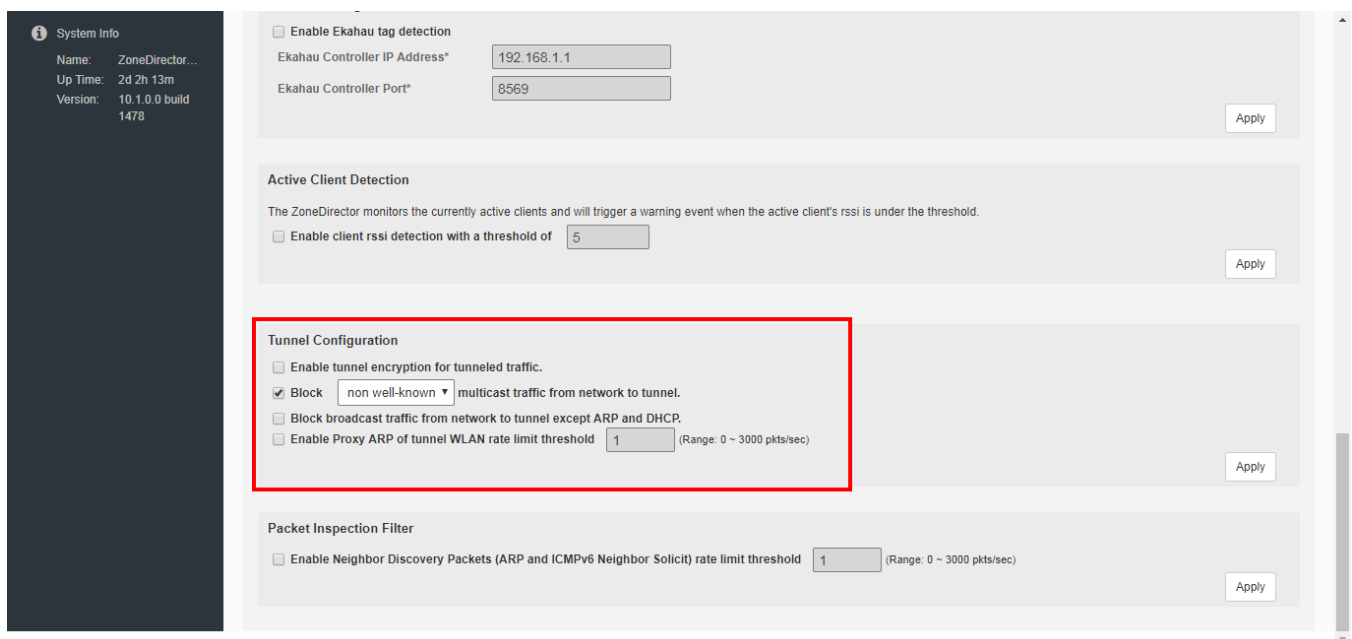 System Info
Name: ZoneDirector...
Up Time: 2d 2h 13m
Version: 10.1.0.0 build
1478
Enable Ekahau tag detection
Ekahau Controller IP Address* 192.168.1.1
Ekahau Controller Port* 8569
Apply
Active Client Detection
The ZoneDirector monitors the currently active clients and will trigger a warning event when the active client's rssi is under the threshold.
Enable client rssi detection with a threshold of 5
Apply
Tunnel Configuration
Enable tunnel encryption for tunneled traffic.
Block non well-known multicast traffic from network to tunnel.
Block broadcast traffic from network to tunnel except ARP and DHCP.
Enable Proxy ARP of tunnel WLAN rate limit threshold 1 (Range: 0 ~ 3000 pkts/sec)
Apply
Packet Inspection Filter
Enable Neighbor Discovery Packets (ARP and ICMPv6 Neighbor Solicit) rate limit threshold 1 (Range: 0 ~ 3000 pkts/sec)
Apply